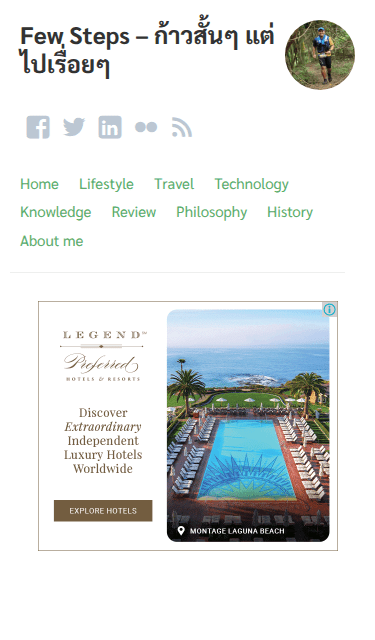 Few Steps – ก้าวสั้นๆ แต่
ไปเรื่อยๆ
Home Lifestyle Travel Technology
Knowledge Review Philosophy History
About me
LEGEND
Preferred
HOTELS & RESORTS
Discover
Extraordinary
Independent
Luxury Hotels
Worldwide
EXPLORE HOTELS
MONTAGE LAGUNA BEACH